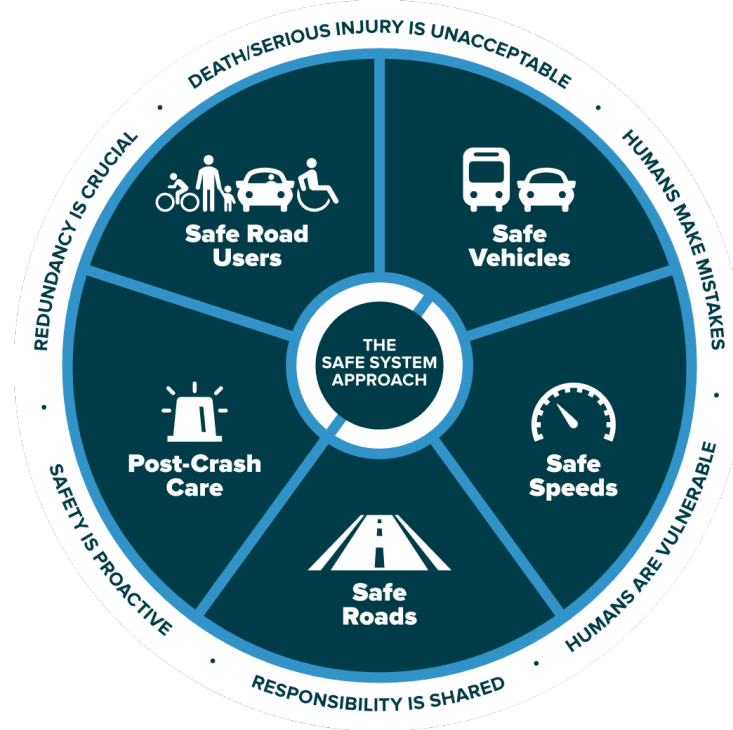 DEATH/SERIOUS INJURY IS UNACCEPTABLE
HUMANS MAKE MISTAKES
HUMANS ARE VULNERABLE
RESPONSIBILITY IS SHARED
SAFETY IS PROACTIVE
REDUNDANCY IS CRUCIAL
Safe Road
Users
Safe
Vehicles
THE
SAFE SYSTEM
APPROACH
Post-Crash
Care
Safe
Speeds
Safe
Roads